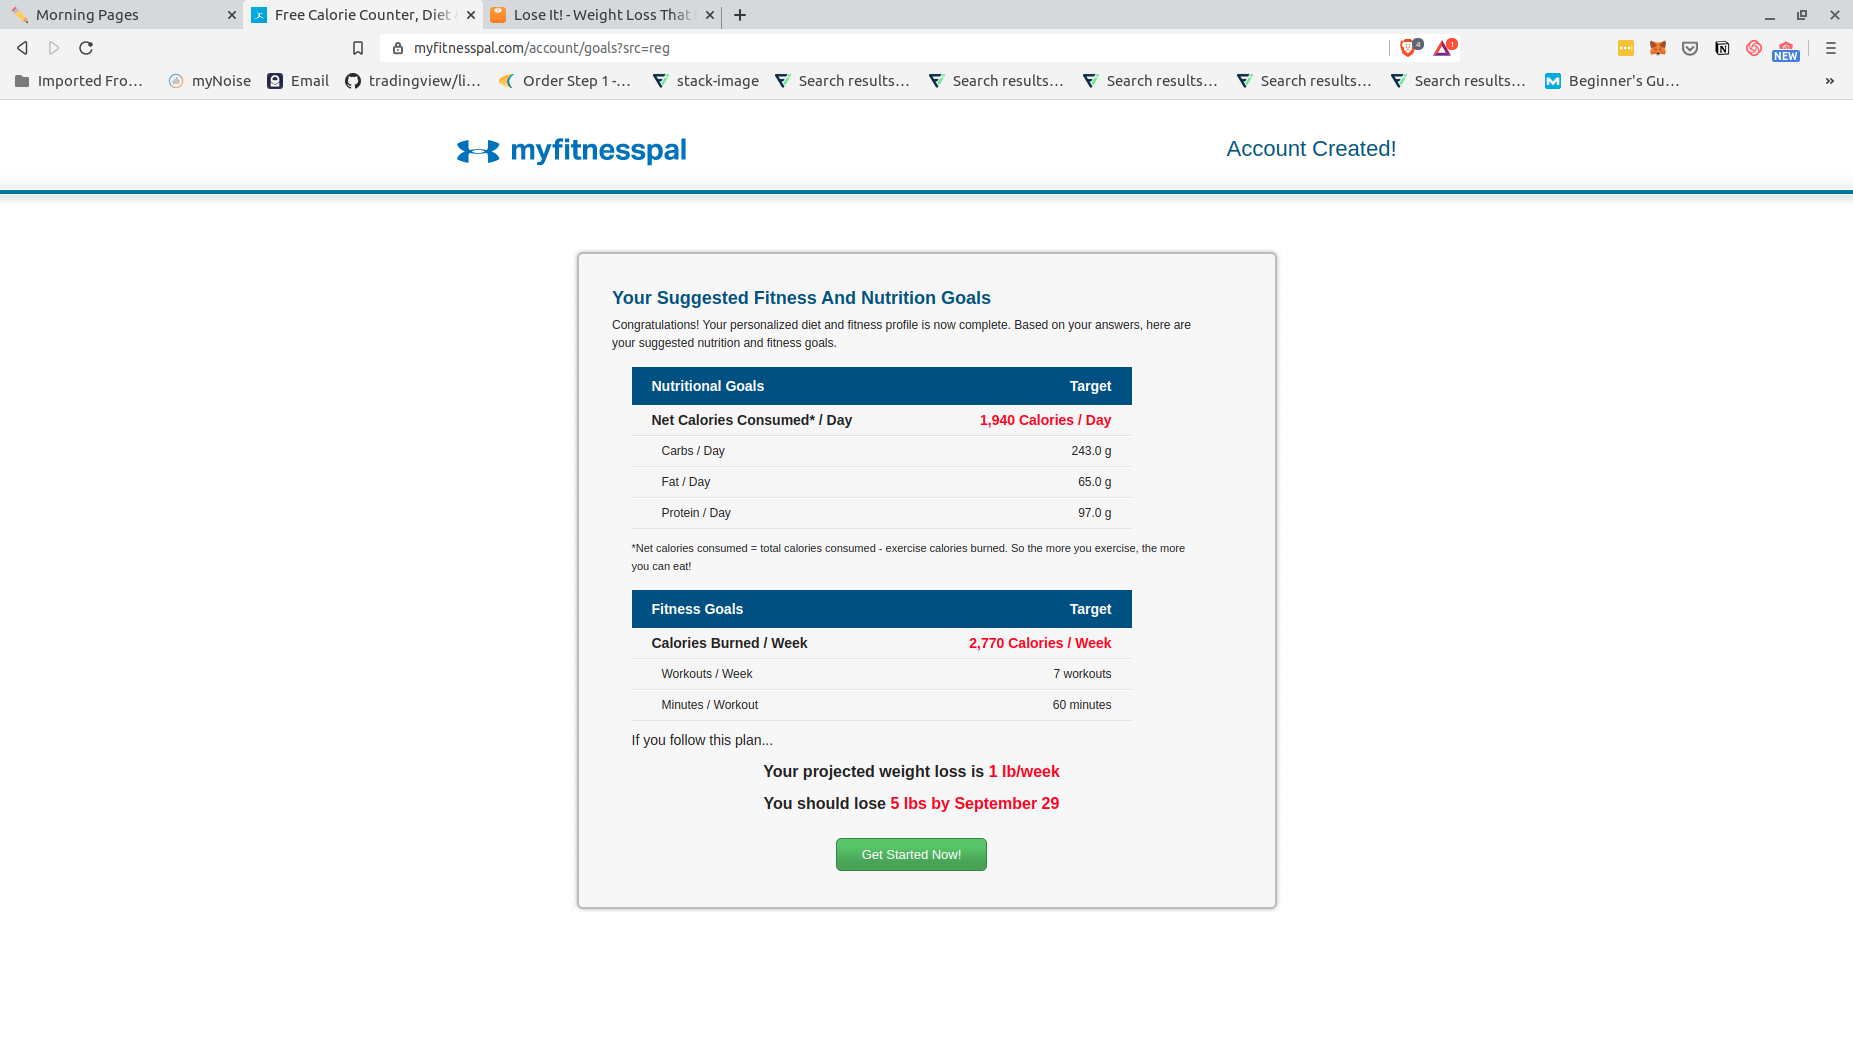 Morning Pages
Free Calorie Counter, Diet
Lose It! - Weight Loss That
myfitnesspal.com/account/goals?src=reg
4
1
NEW
Imported Fro...
myNoise
Email
tradingview/li...
Order Step 1 -...
stack-image
Search results...
Search results...
Search results...
Search results...
Search results...
Beginner's Gu...
»
myfitnesspal
Account Created!
Your Suggested Fitness And Nutrition Goals
Congratulations! Your personalized diet and fitness profile is now complete. Based on your answers, here are
your suggested nutrition and fitness goals.
Nutritional Goals Target
Net Calories Consumed* / Day 1,940 Calories / Day
Carbs / Day 243.0 g
Fat / Day 65.0 g
Protein / Day 97.0 g
*Net calories consumed = total calories consumed - exercise calories burned. So the more you exercise, the more
you can eat!
Fitness Goals Target
Calories Burned / Week 2,770 Calories / Week
Workouts / Week 7 workouts
Minutes / Workout 60 minutes
If you follow this plan...
Your projected weight loss is 1 lb/week
You should lose 5 lbs by September 29
Get Started Now!